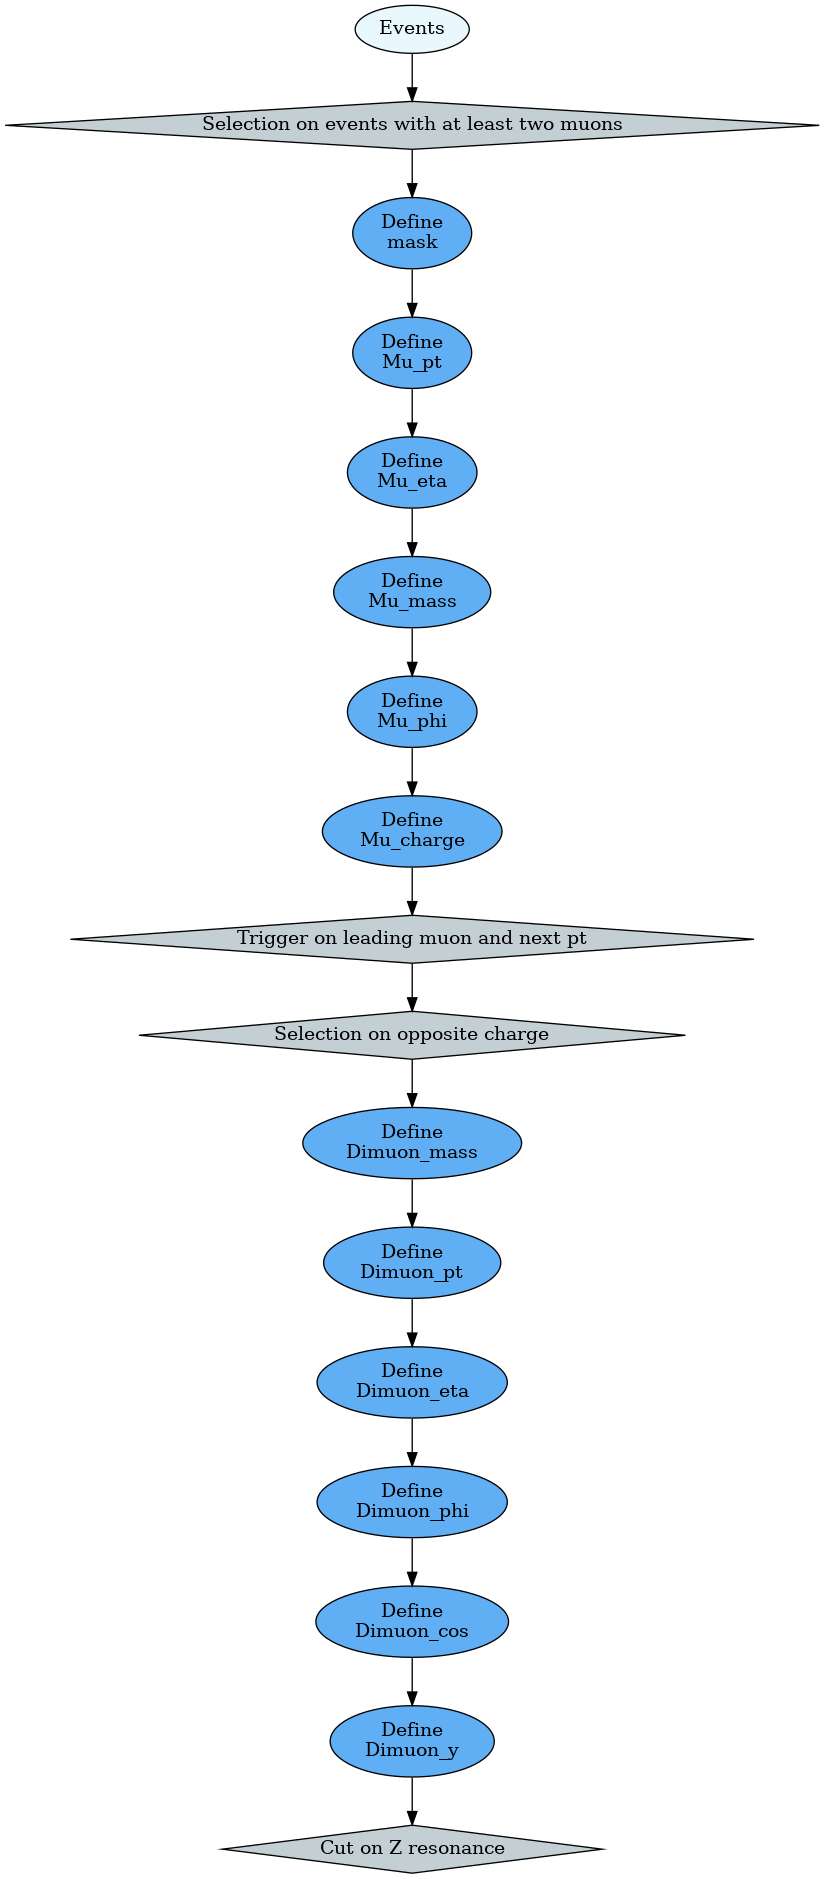 Events
Selection on events with at least two muons
Define
mask
Define
Mu_pt
Define
Mu_eta
Define
Mu_mass
Define
Mu_phi
Define
Mu_charge
Trigger on leading muon and next pt
Selection on opposite charge
Define
Dimuon_mass
Define
Dimuon_pt
Define
Dimuon_eta
Define
Dimuon_phi
Define
Dimuon_cos
Define
Dimuon_y
Cut on Z resonance